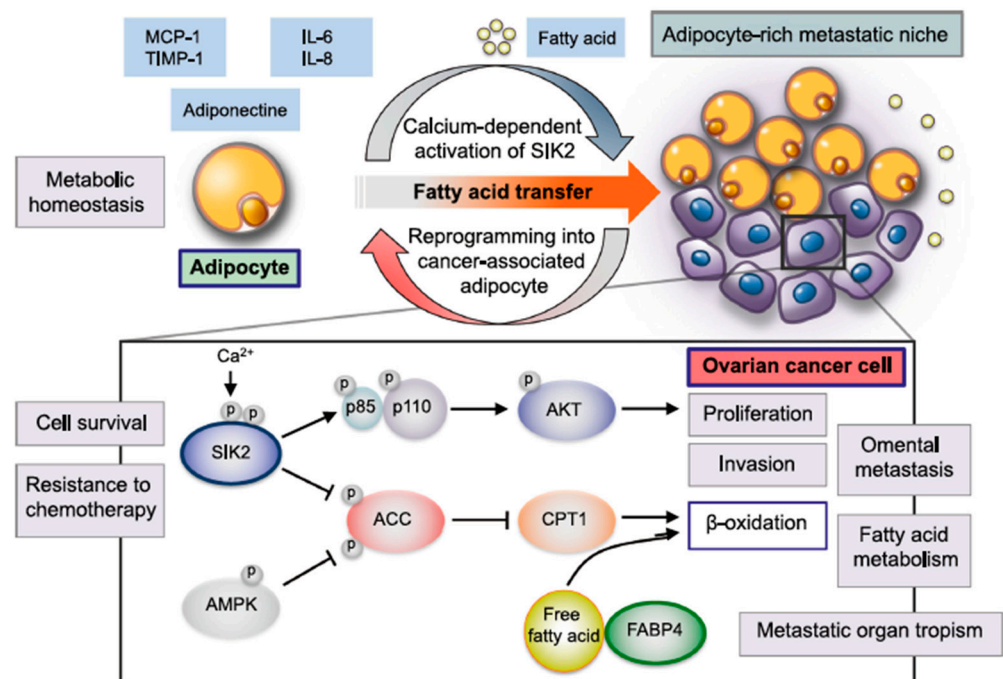 MCP-1
TIMP-1
IL-6
IL-8
Fatty acid
Adipocyte-rich metastatic niche
Adiponectine
Calcium-dependent
activation of SIK2
Metabolic
homeostasis
Fatty acid transfer
Adipocyte
Reprogramming into
cancer-associated
adipocyte
Ca²⁺
Ovarian cancer cell
P
P
P
P
P
p85
p110
AKT
Proliferation
Cell survival
SIK2
Invasion
Omental
metastasis
Resistance to
chemotherapy
P
ACC
CPT1
β-oxidation
P
Fatty acid
metabolism
P
AMPK
Free
fatty acid
FABP4
Metastatic organ tropism